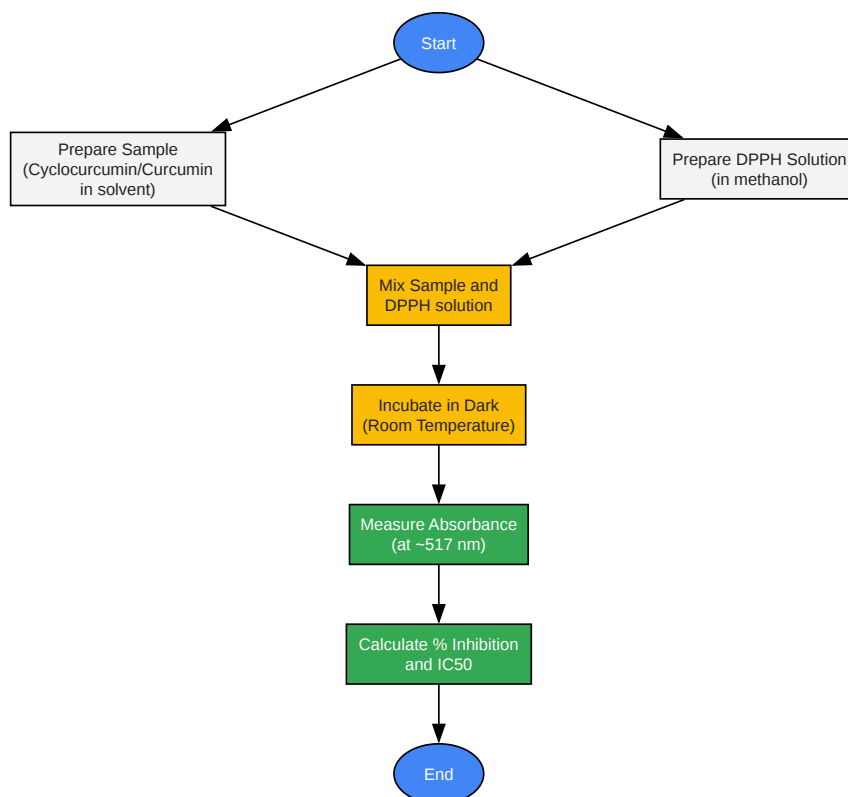 Start
Prepare Sample
(Cyclocurcumin/Curcumin
in solvent)
Prepare DPPH Solution
(in methanol)
Mix Sample and
DPPH solution
Incubate in Dark
(Room Temperature)
Measure Absorbance
(at ~517 nm)
Calculate % Inhibition
and IC50
End